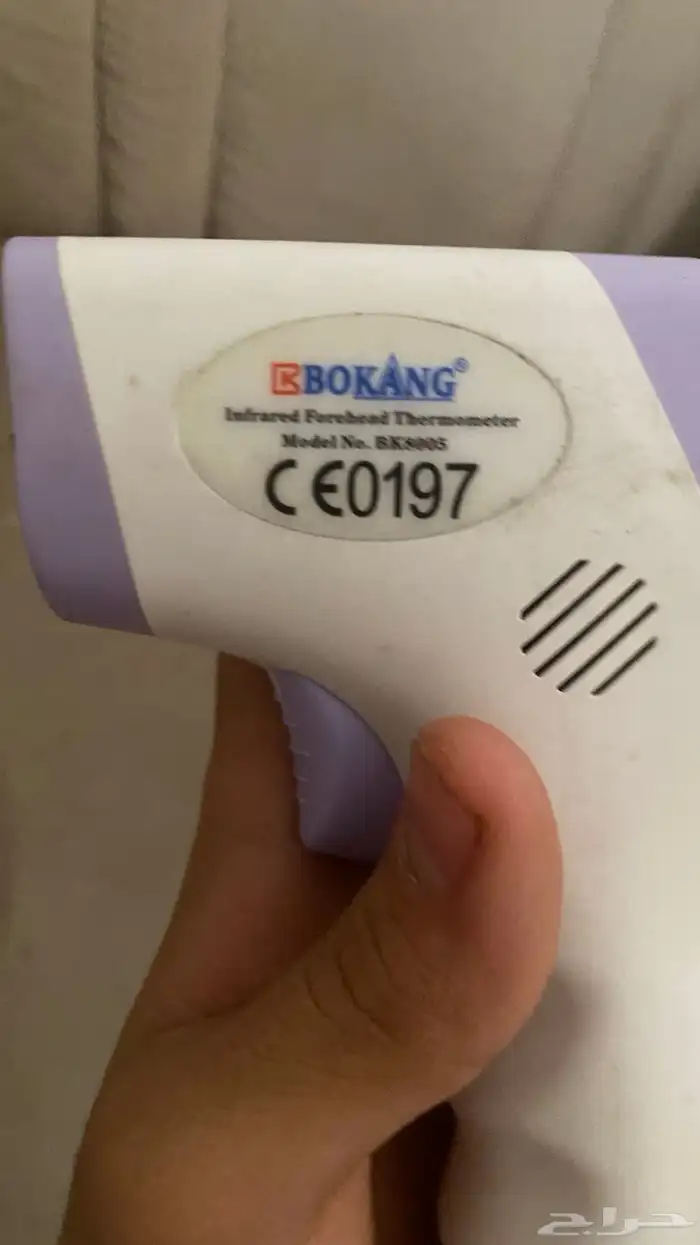 BOKANG®
Infrared Forehead Thermometer
Model No. BK8005
CE0197
حراج